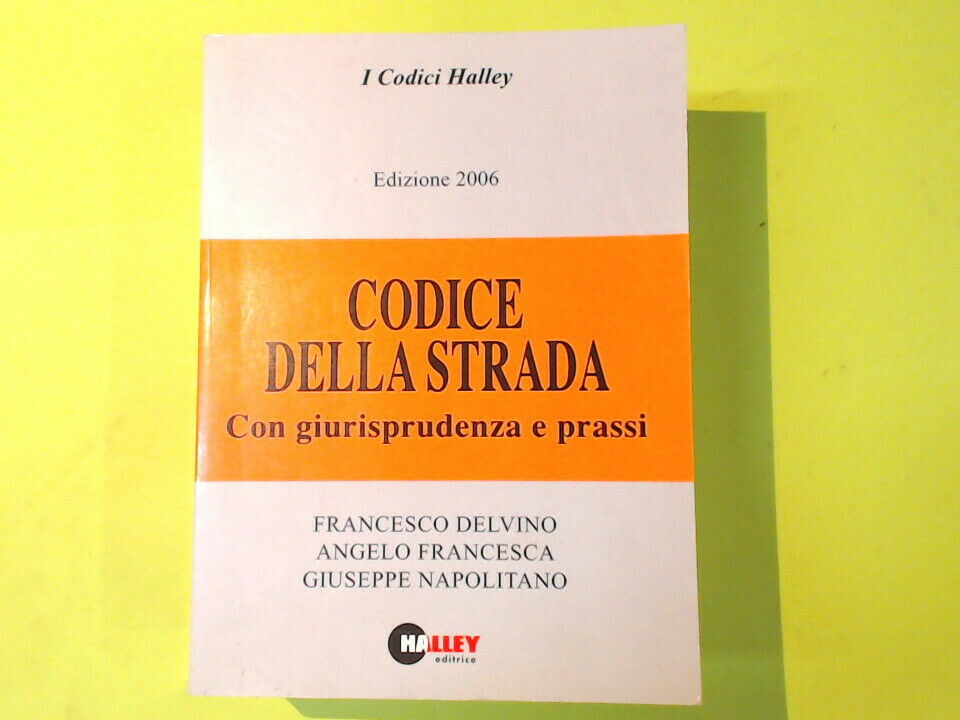 I Codici Halley
Edizione 2006
CODICE
DELLA STRADA
Con giurisprudenza e prassi
FRANCESCO DELVINO
ANGELO FRANCESCA
GIUSEPPE NAPOLITANO
HALLEY
editrice